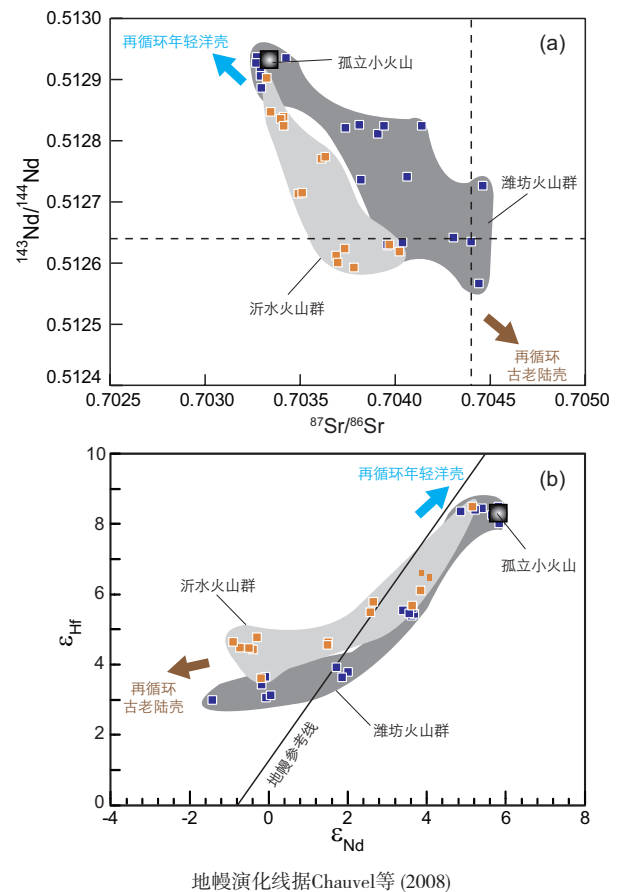 (a)
再循环年轻洋壳
孤立小火山
潍坊火山群
沂水火山群
再循环
古老陆壳
0.5130
0.5129
0.5128
0.5127
0.5126
0.5125
0.5124
143Nd/144Nd
0.7025
0.7030
0.7035
0.7040
0.7045
0.7050
87Sr/86Sr
(b)
再循环年轻洋壳
孤立小火山
沂水火山群
再循环
古老陆壳
潍坊火山群
地幔参考线
10
8
6
4
2
0
εHf
-4
-2
0
2
4
6
8
εNd
地幔演化线据Chauvel等 (2008)